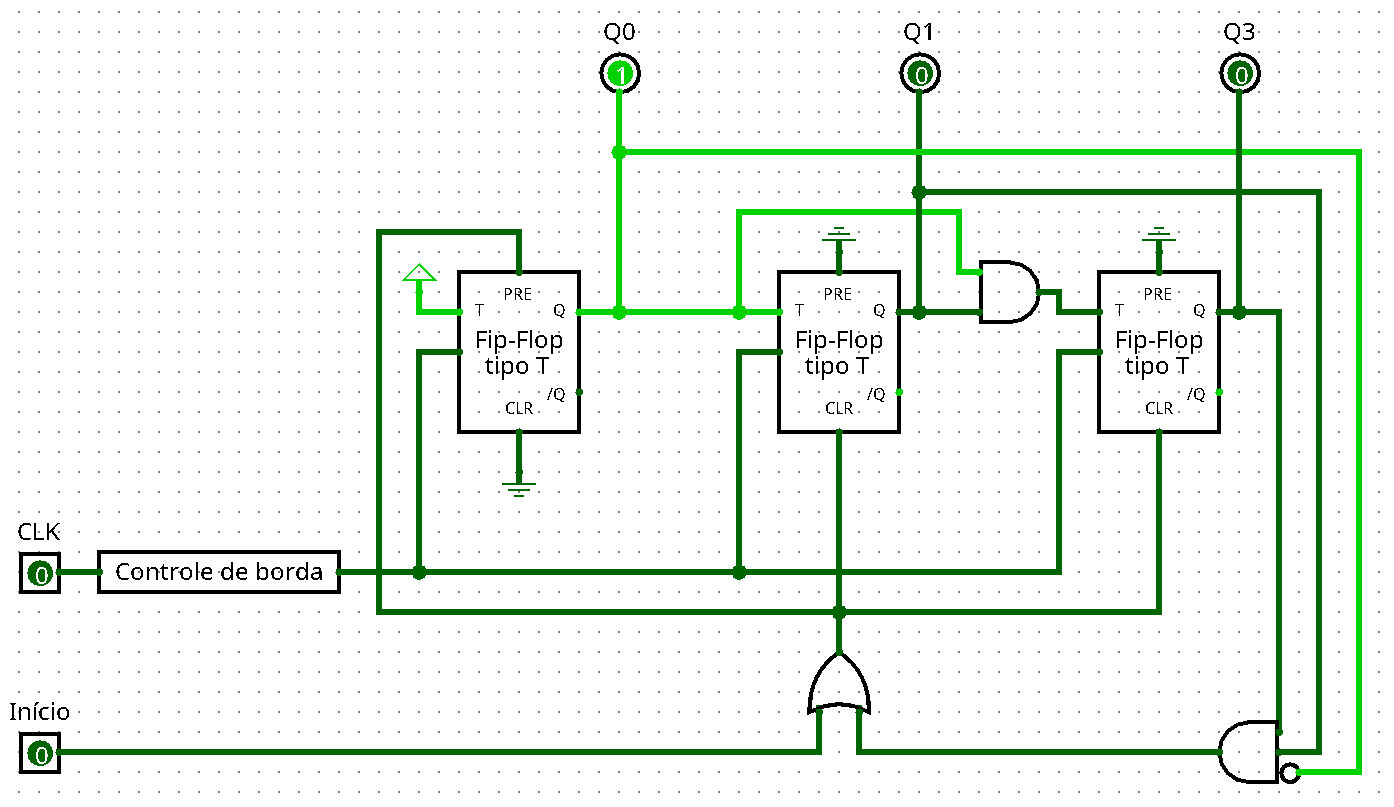 Q0
Q1
Q3
1
0
0
PRE
T
Q
Fip-Flop
tipo T
/Q
CLR
PRE
T
Q
Fip-Flop
tipo T
/Q
CLR
PRE
T
Q
Fip-Flop
tipo T
/Q
CLR
CLK
0
Controle de borda
Início
0